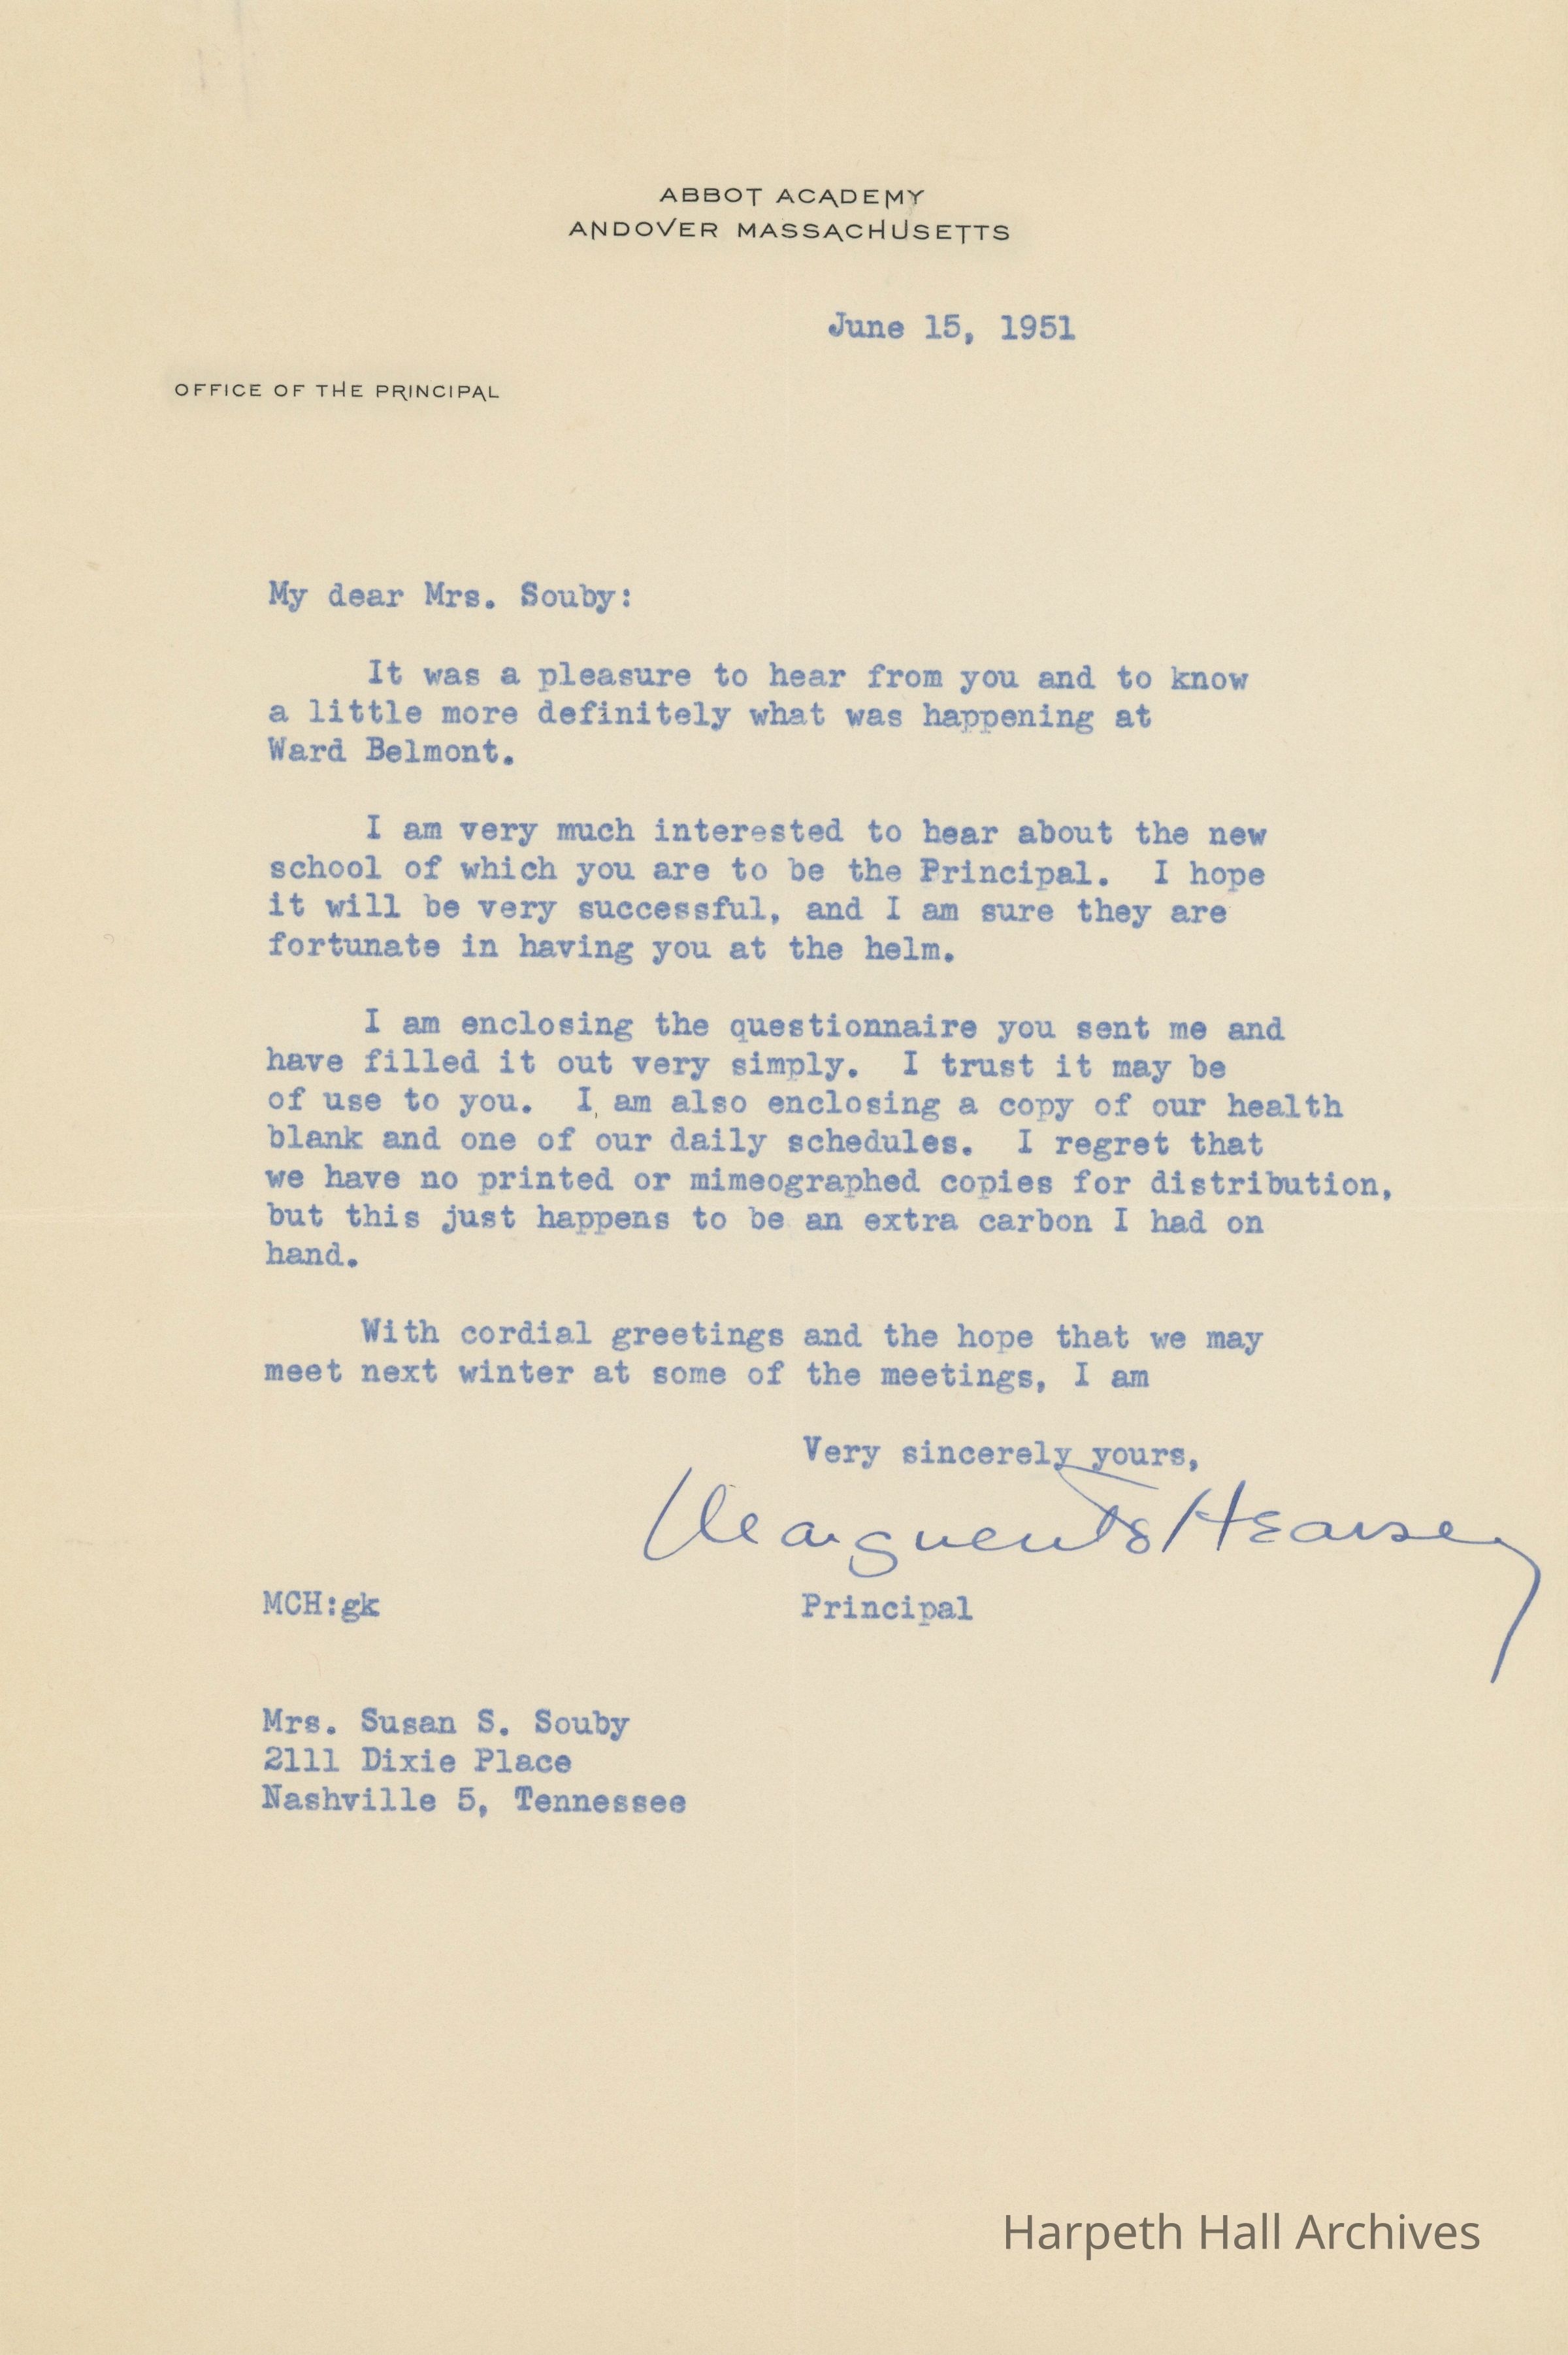 ABBOT ACADEMY
ANDOVER MASSACHUSETTS
June 15, 1951
OFFICE OF THE PRINCIPAL
My dear Mrs. Souby:
It was a pleasure to hear from you and to know
a little more definitely what was happening at
Ward Belmont.
I am very much interested to hear about the new
school of which you are to be the Principal. I hope
it will be very successful, and I am sure they are
fortunate in having you at the helm.
I am enclosing the questionnaire you sent me and
have filled it out very simply. I trust it may be
of use to you. I am also enclosing a copy of our health
blank and one of our daily schedules. I regret that
we have no printed or mimeographed copies for distribution,
but this just happens to be an extra carbon I had on
hand.
With cordial greetings and the hope that we may
meet next winter at some of the meetings, I am
Very sincerely yours,
Marguerite Hearsey
MCH:gk Principal
Mrs. Susan S. Souby
2111 Dixie Place
Nashville 5, Tennessee
Harpeth Hall Archives